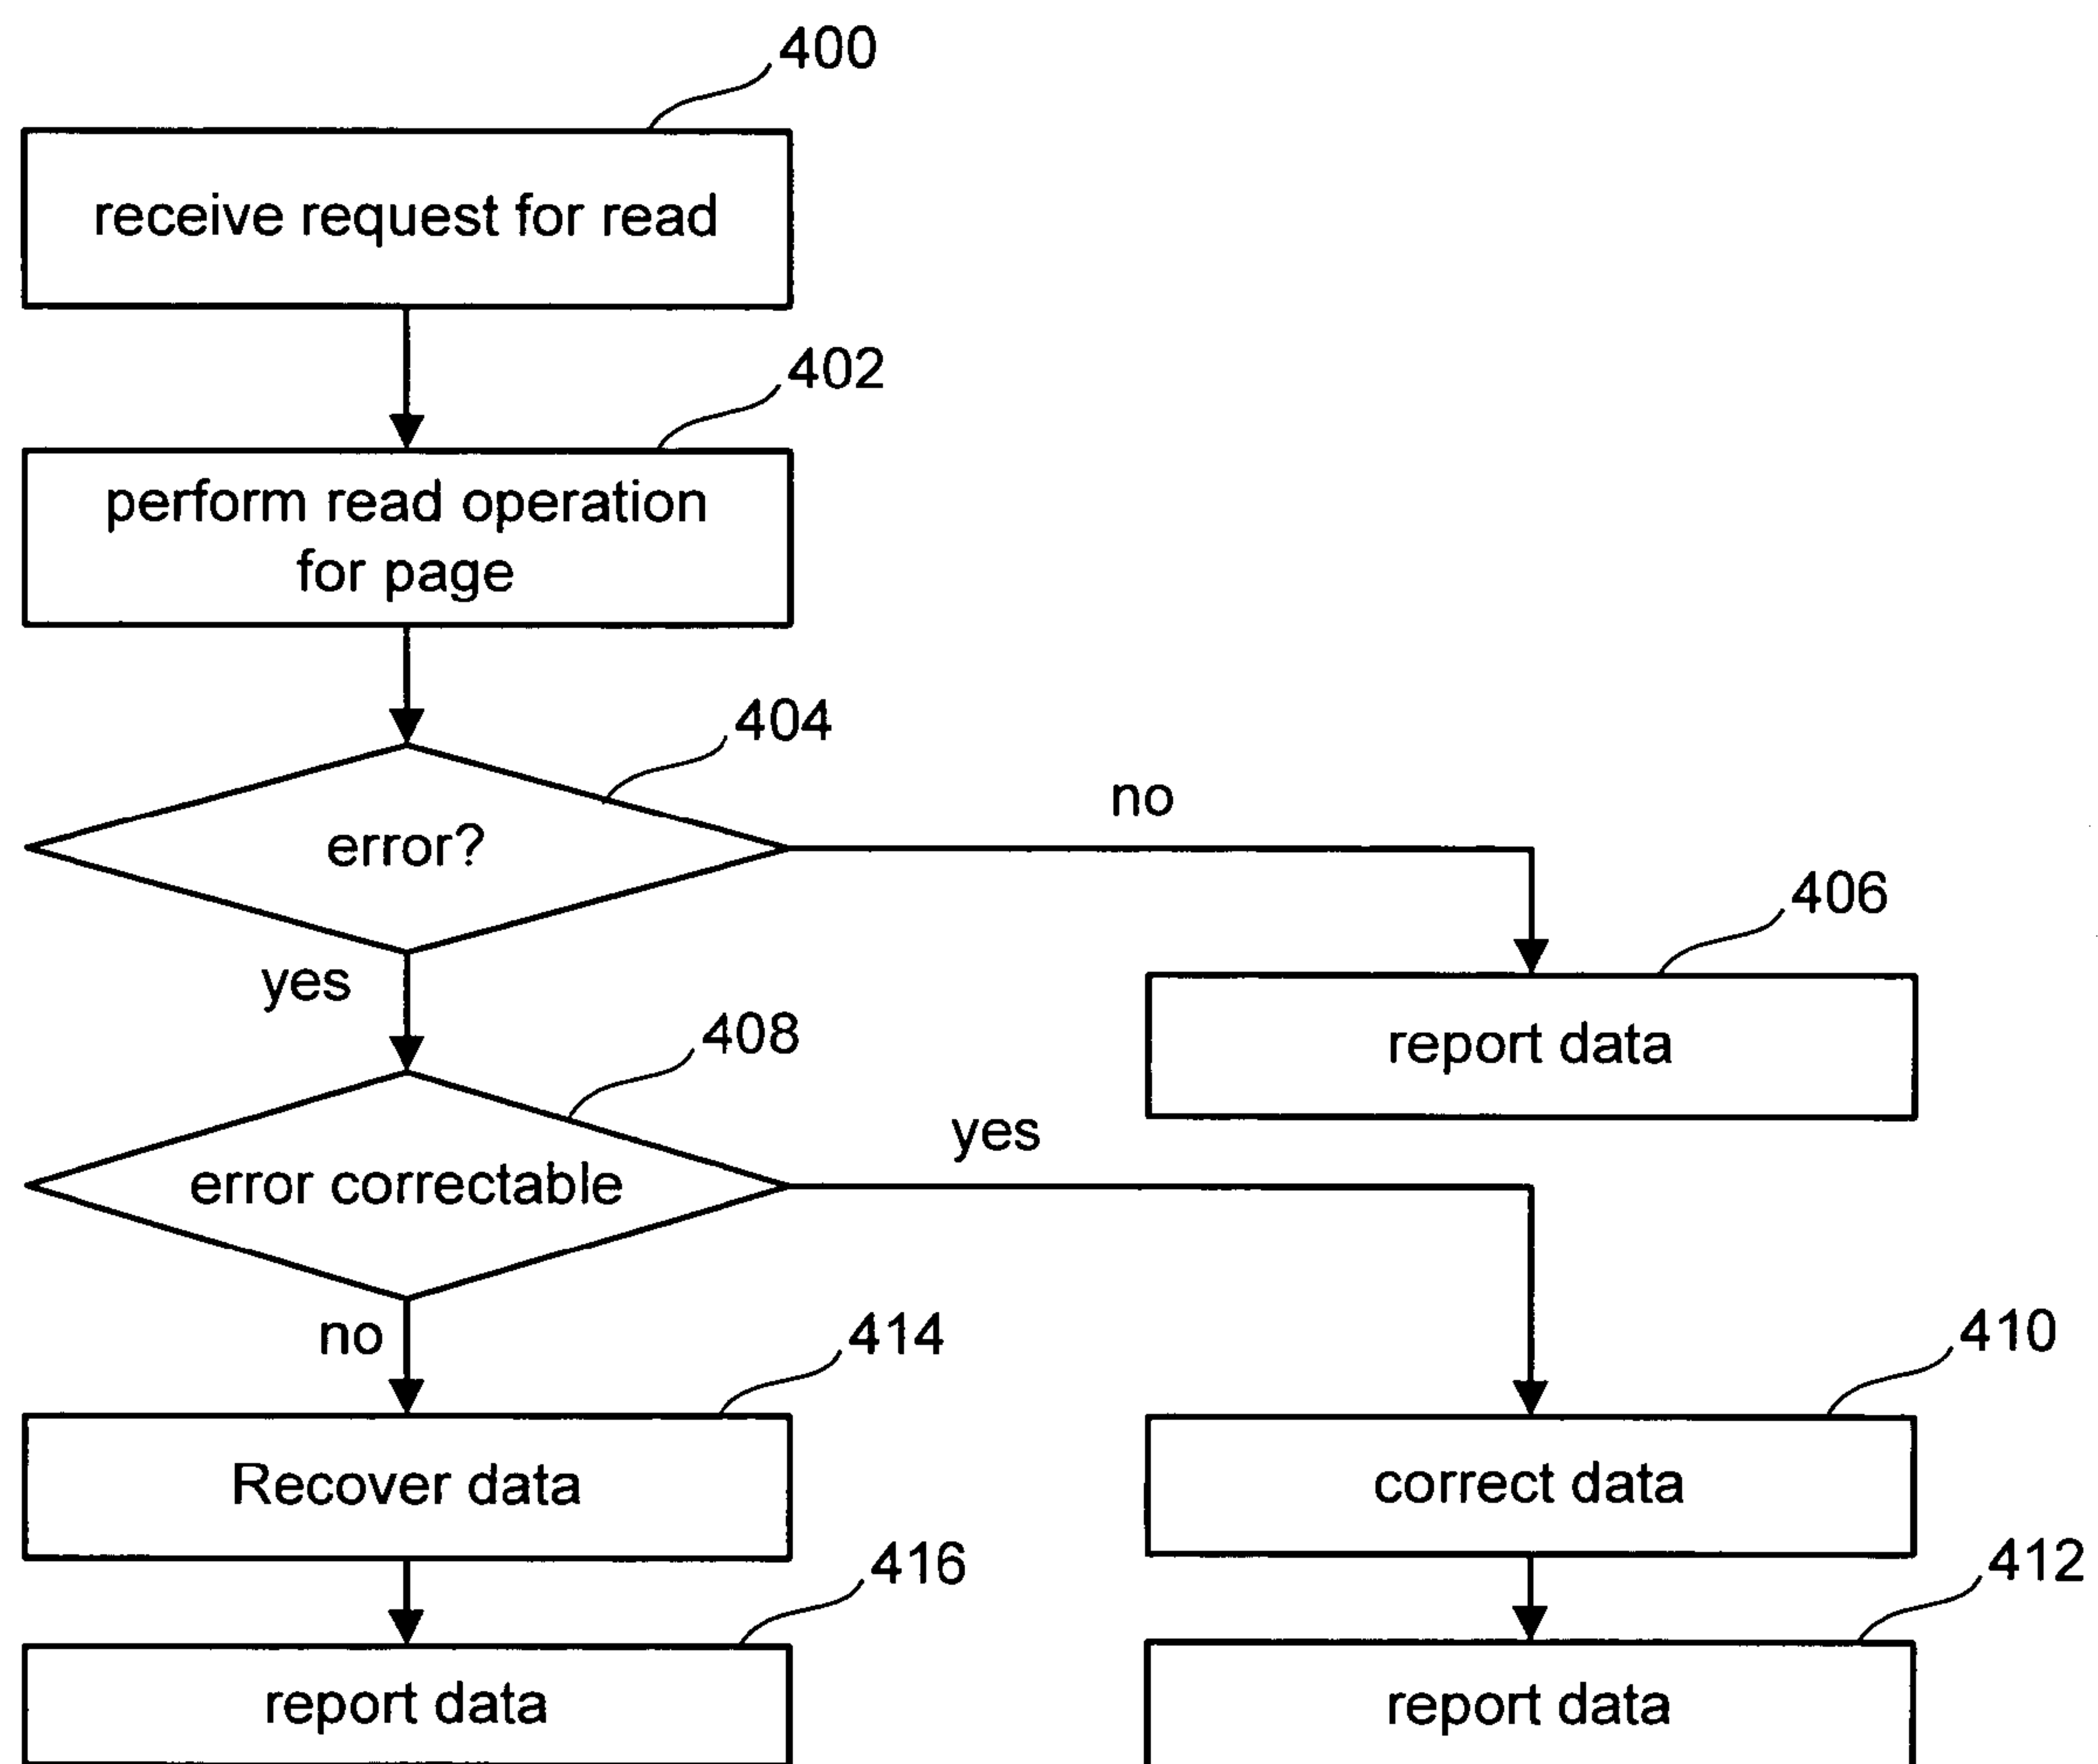 400
receive request for read
402
perform read operation
for page
404
error?
no
406
report data
yes
408
error correctable
yes
no
414
Recover data
410
correct data
416
report data
412
report data